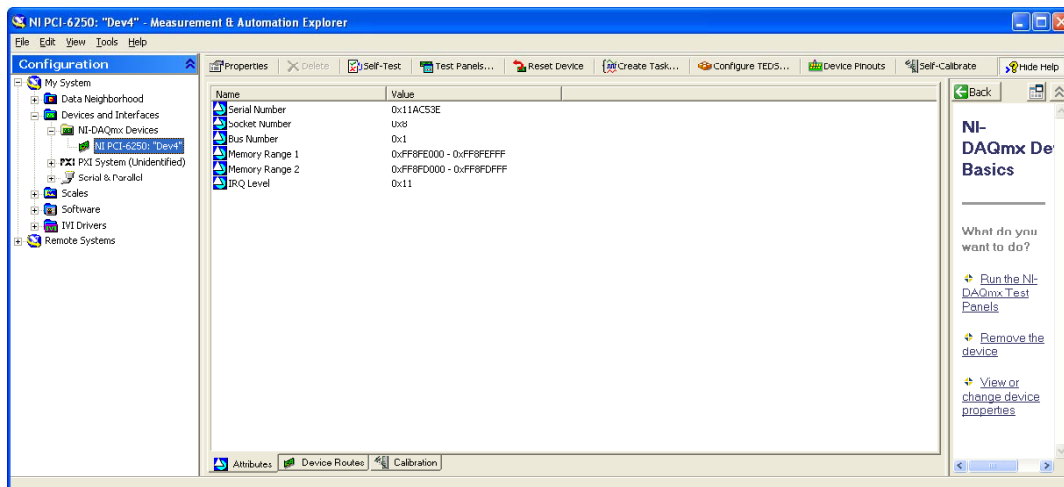 NI PCI-6250: "Dev4" - Measurement & Automation Explorer
File Edit View Tools Help
Configuration
My System
Data Neighborhood
Devices and Interfaces
NI-DAQmx Devices
NI PCI-6250: "Dev4"
PXI PXI System (Unidentified)
Serial & Parallel
Scales
Software
IVI Drivers
Remote Systems
Properties Delete Self-Test Test Panels... Reset Device Create Task... Configure TEDS... Device Pinouts Self-Calibrate Hide Help
Name Value
Serial Number 0x11AC53E
Socket Number 0x8
Bus Number 0x1
Memory Range 1 0xFF8FE000 - 0xFF8FEFFF
Memory Range 2 0xFF8FD000 - 0xFF8FDFFF
IRQ Level 0x11
Attributes Device Routes Calibration
Back
NI-
DAQmx De
Basics
What do you
want to do?
Run the NI-
DAQmx Test
Panels
Remove the
device
View or
change device
properties